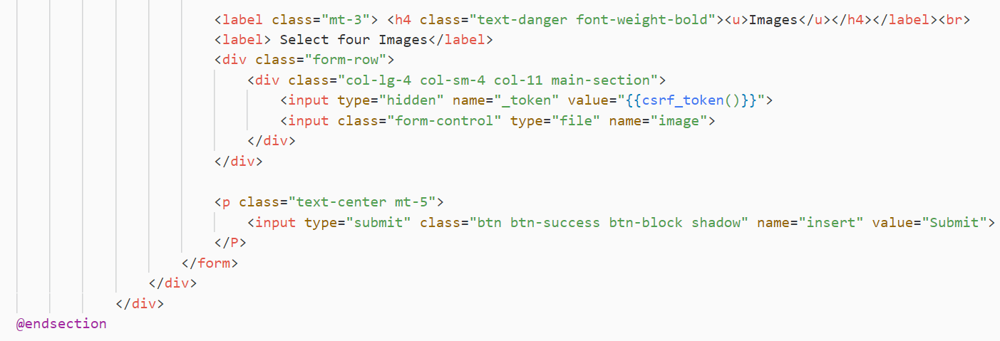 <label class="mt-3"> <h4 class="text-danger font-weight-bold"><u>Images</u></h4></label><br>
<label> Select four Images</label>
<div class="form-row">
<div class="col-lg-4 col-sm-4 col-11 main-section">
<input type="hidden" name="_token" value="{{csrf_token()}}">
<input class="form-control" type="file" name="image">
</div>
</div>
<p class="text-center mt-5">
<input type="submit" class="btn btn-success btn-block shadow" name="insert" value="Submit">
</P>
</form>
</div>
</div>
@endsection